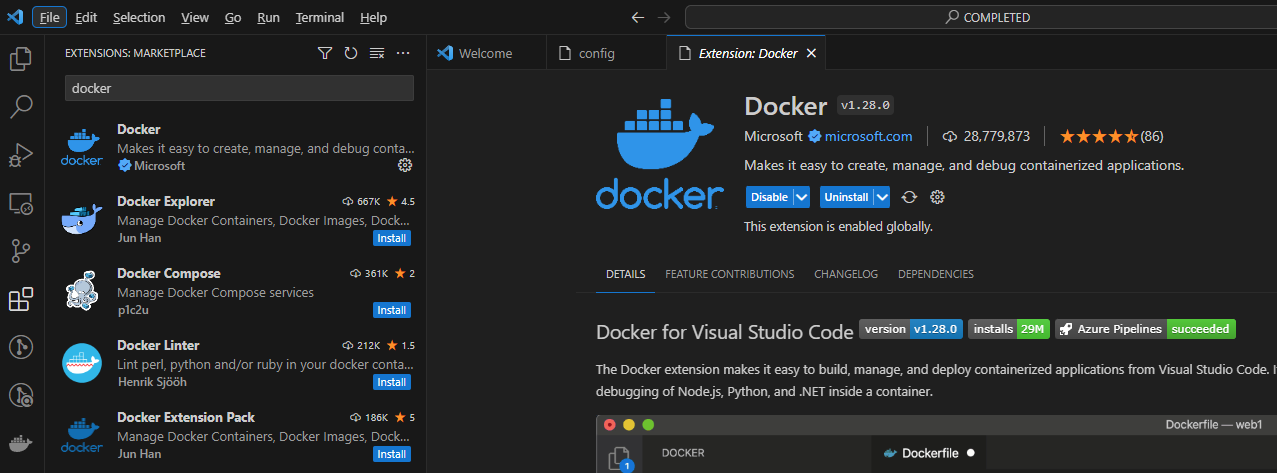 File Edit Selection View Go Run Terminal Help
COMPLETED
EXTENSIONS: MARKETPLACE
docker
Docker
Makes it easy to create, manage, and debug conta...
Microsoft
docker
Docker Explorer 667K 4.5
Manage Docker Containers, Docker Images, Dock...
Jun Han Install
Docker Compose 361K 2
Manage Docker Compose services
p1c2u Install
Docker Linter 212K 1.5
Lint perl, python and/or ruby in your docker conta...
Henrik Sjööh Install
Docker Extension Pack 186K 5
Manage Docker Containers, Docker Images, Dock...
docker
Jun Han Install
Welcome config Extension: Docker
docker
Docker v1.28.0
Microsoft microsoft.com 28,779,873 (86)
Makes it easy to create, manage, and debug containerized applications.
Disable Uninstall
This extension is enabled globally.
DETAILS FEATURE CONTRIBUTIONS CHANGELOG DEPENDENCIES
Docker for Visual Studio Code version v1.28.0 installs 29M Azure Pipelines succeeded
The Docker extension makes it easy to build, manage, and deploy containerized applications from Visual Studio Code.
debugging of Node.js, Python, and .NET inside a container.
Dockerfile — web1
1
DOCKER Dockerfile